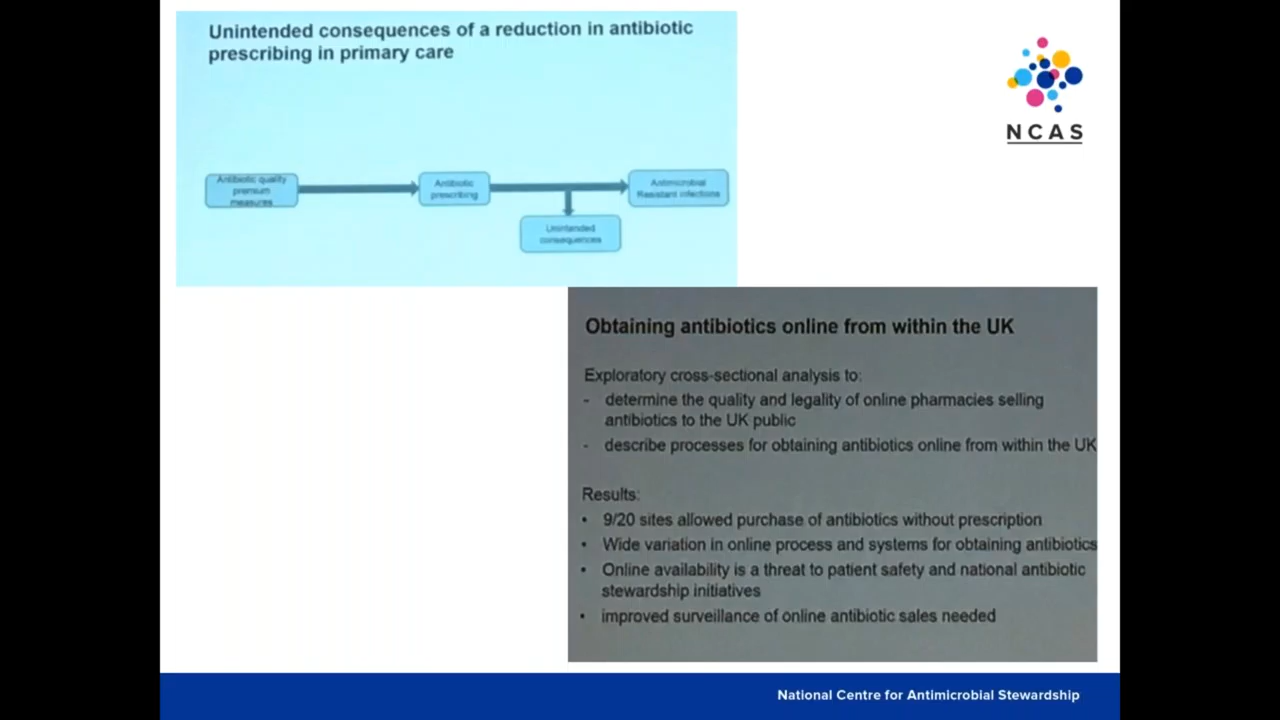 Unintended consequences of a reduction in antibiotic
prescribing in primary care
NCAS
Antibiotic quality
premium
measures
Antibiotic
prescribing
Antimicrobial
Resistant infections
Unintended
consequences
Obtaining antibiotics online from within the UK
Exploratory cross-sectional analysis to:
- determine the quality and legality of online pharmacies selling
antibiotics to the UK public
- describe processes for obtaining antibiotics online from within the UK
Results:
• 9/20 sites allowed purchase of antibiotics without prescription
• Wide variation in online process and systems for obtaining antibiotics
• Online availability is a threat to patient safety and national antibiotic
stewardship initiatives
• improved surveillance of online antibiotic sales needed
National Centre for Antimicrobial Stewardship